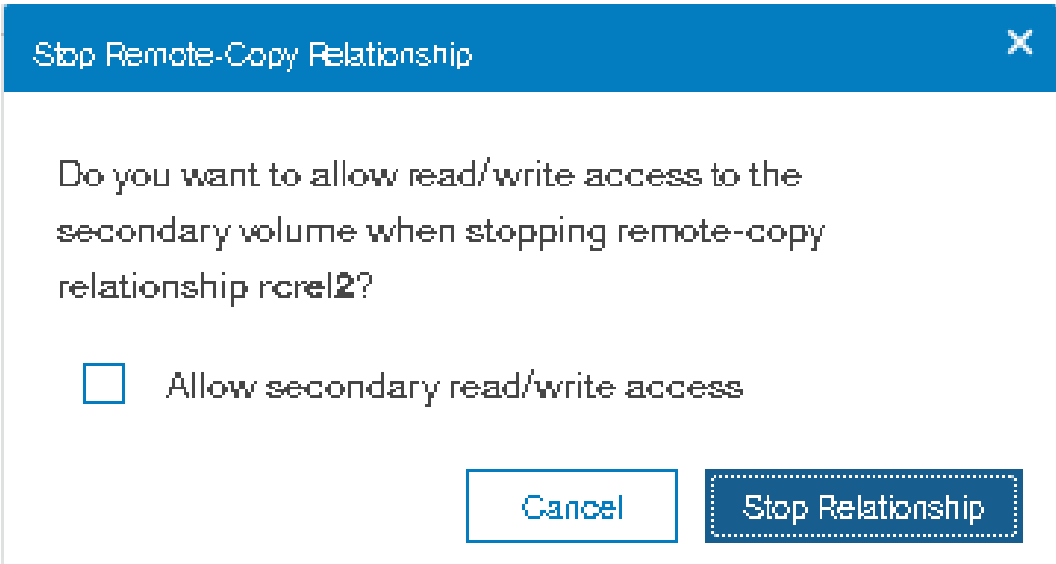 Stop Remote-Copy Relationship
Do you want to allow read/write access to the
secondary volume when stopping remote-copy
relationship rcrel2?
Allow secondary read/write access
Cancel
Stop Relationship